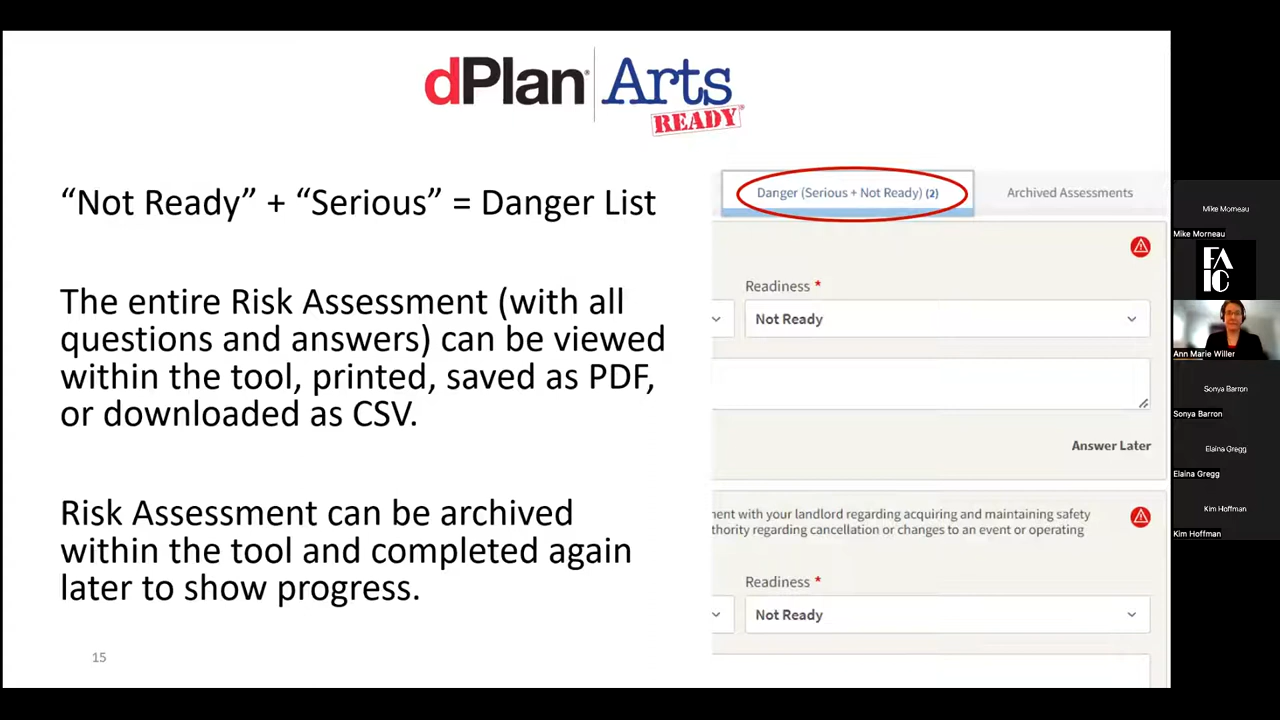 dPlan® Arts
READY®
“Not Ready” + “Serious” = Danger List
The entire Risk Assessment (with all
questions and answers) can be viewed
within the tool, printed, saved as PDF,
or downloaded as CSV.
Risk Assessment can be archived
within the tool and completed again
later to show progress.
15
Danger (Serious + Not Ready) (2)
Archived Assessments
Readiness *
Not Ready
Answer Later
ment with your landlord regarding acquiring and maintaining safety
thority regarding cancellation or changes to an event or operating
Readiness *
Not Ready
Mike Morneau
Mike Morneau
FA
IC
Ann Marie Willer
Sonya Barron
Sonya Barron
Elaina Gregg
Elaina Gregg
Kim Hoffman
Kim Hoffman